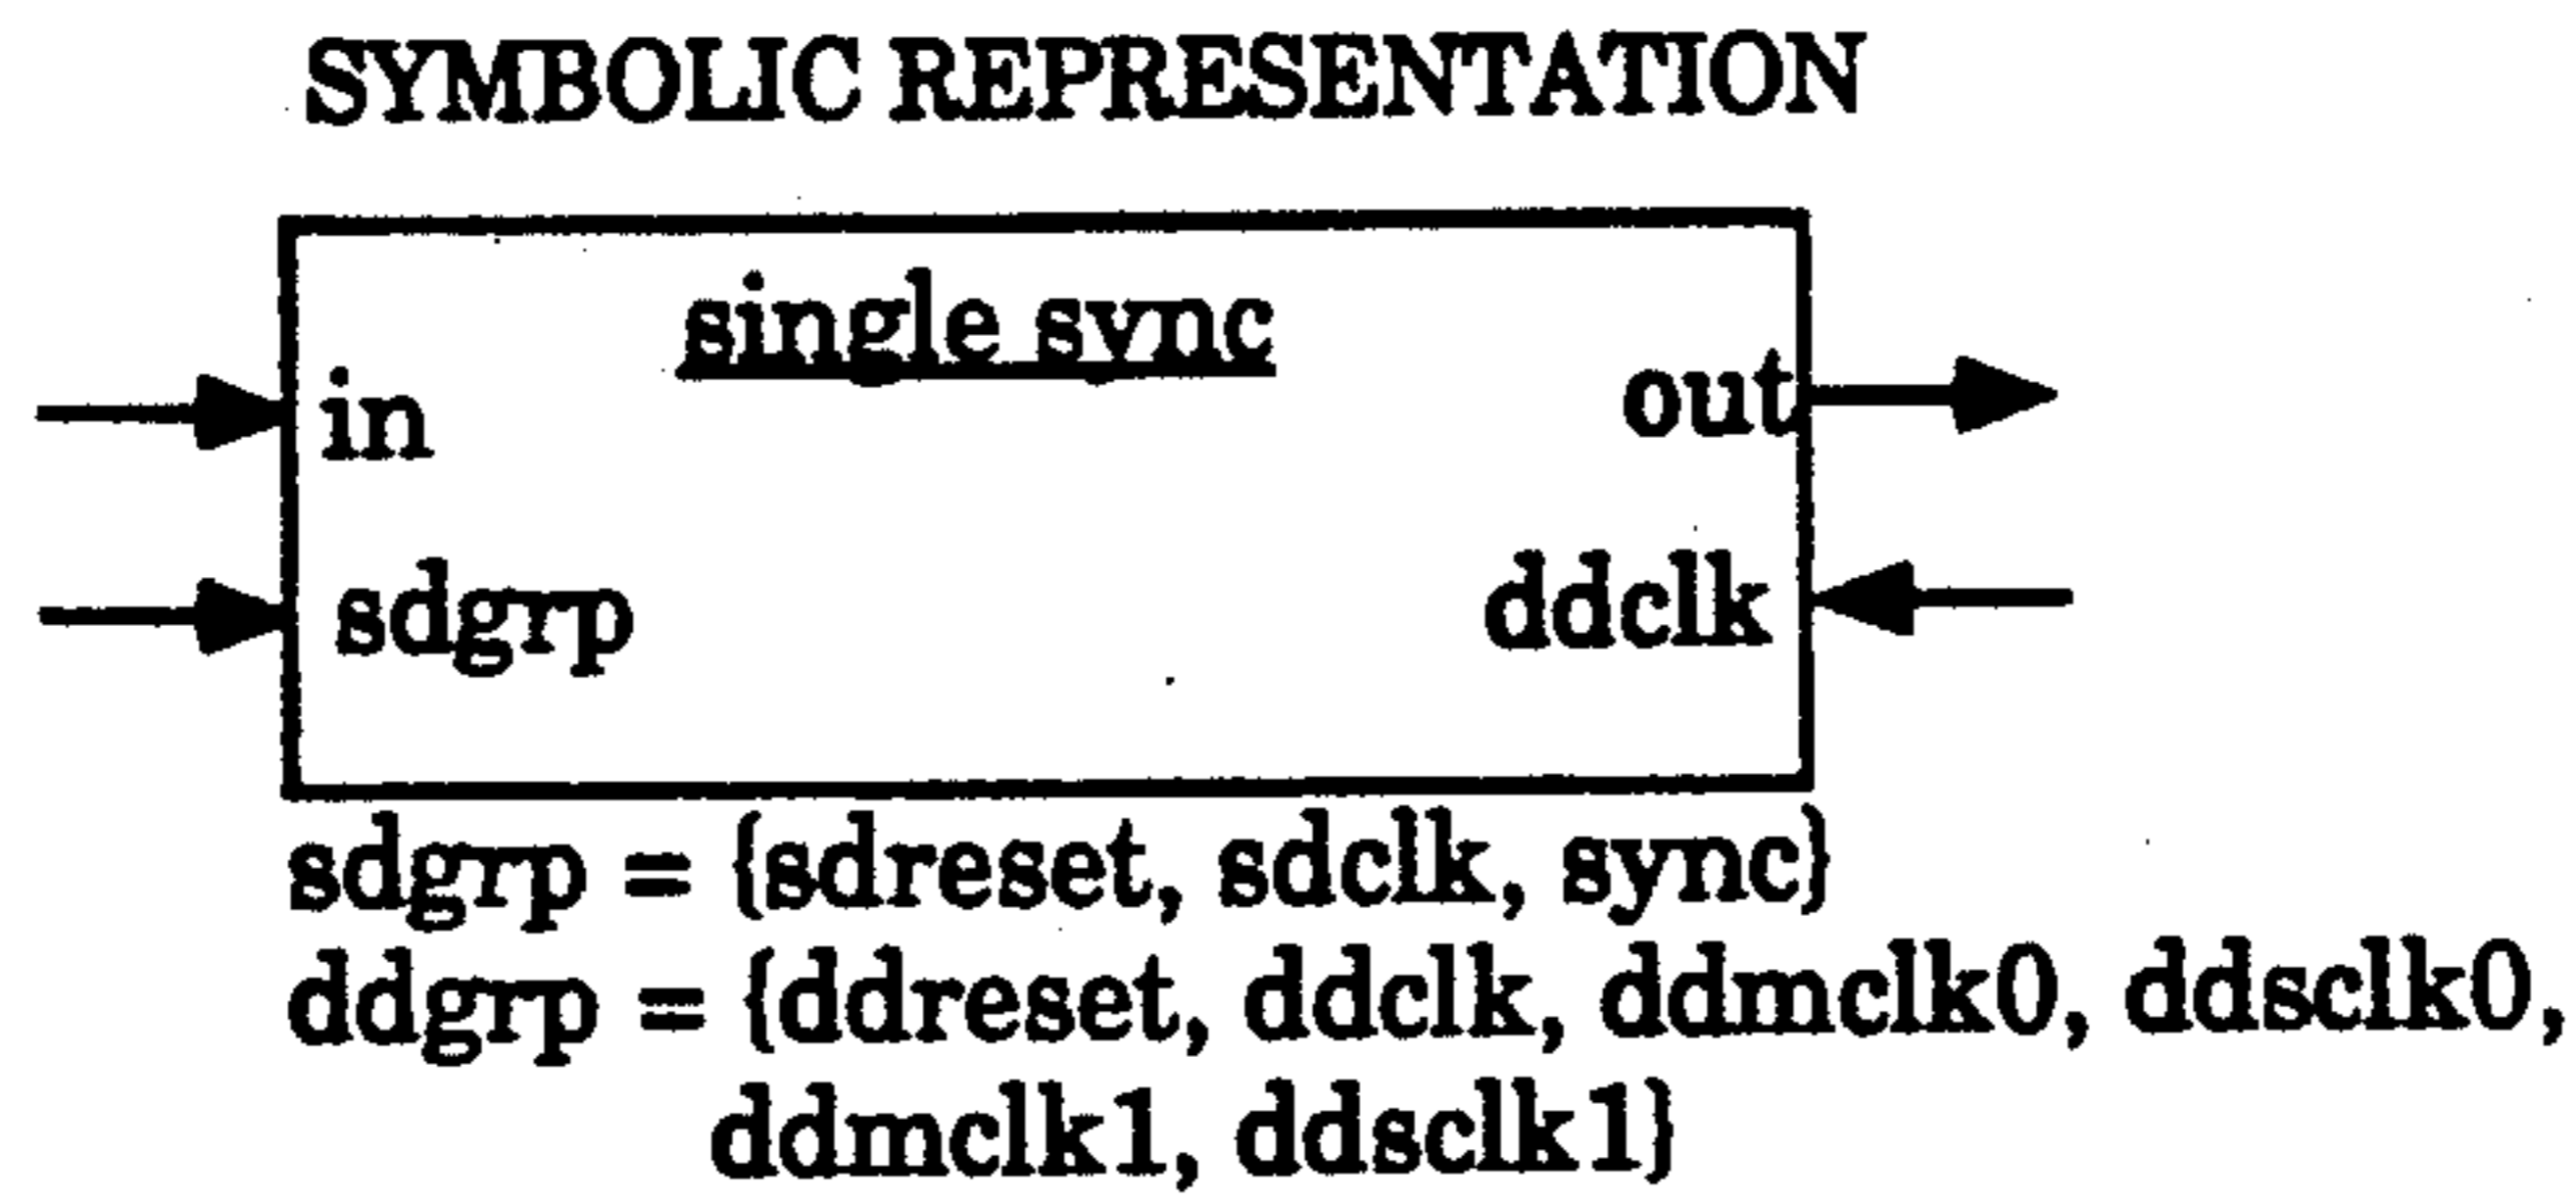 SYMBOLIC REPRESENTATION
single sync
in
out
sdgrp
ddclk
sdgrp = {sdreset, sdclk, sync}
ddgrp = {ddreset, ddclk, ddmclk0, ddsclk0,
ddmclk1, ddsclk1}